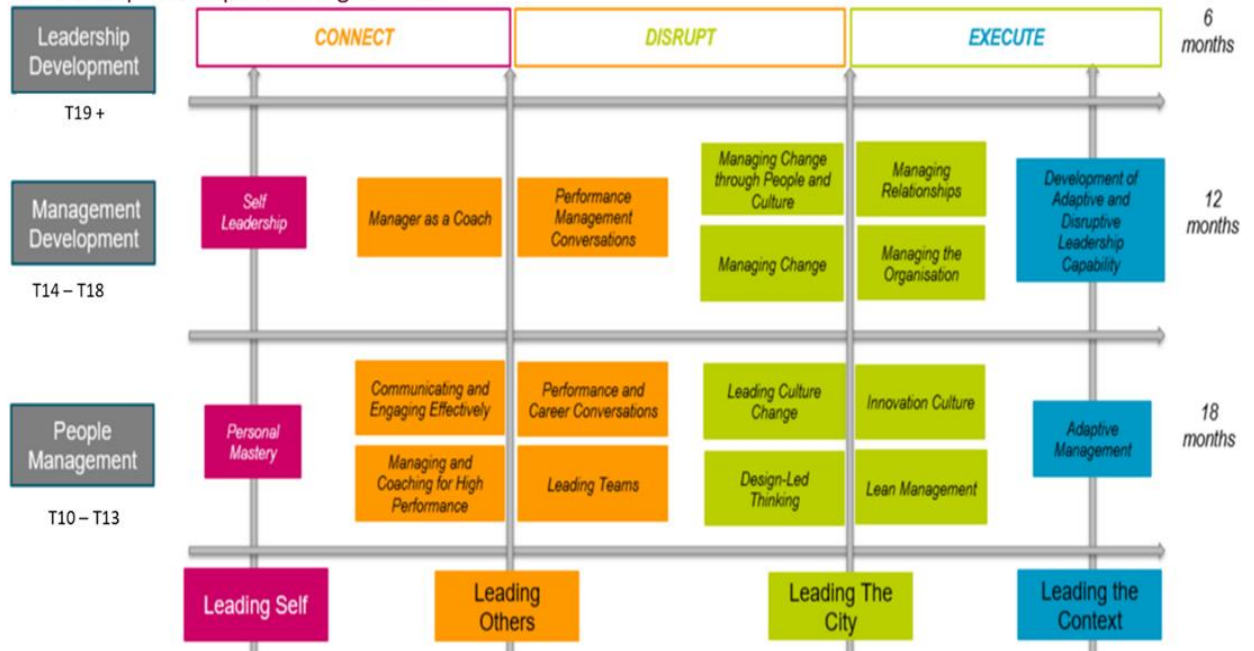 Leadership
Development
T19 +
CONNECT
DISRUPT
EXECUTE
6
months
Management
Development
T14 – T18
Self
Leadership
Manager as a Coach
Performance
Management
Conversations
Managing Change
through People and
Culture
Managing Change
Managing
Relationships
Managing the
Organisation
Development of
Adaptive and
Disruptive
Leadership
Capability
12
months
People
Management
T10 – T13
Personal
Mastery
Communicating and
Engaging Effectively
Managing and
Coaching for High
Performance
Performance and
Career Conversations
Leading Teams
Leading Culture
Change
Design-Led
Thinking
Innovation Culture
Lean Management
Adaptive
Management
18
months
Leading Self
Leading
Others
Leading The
City
Leading the
Context